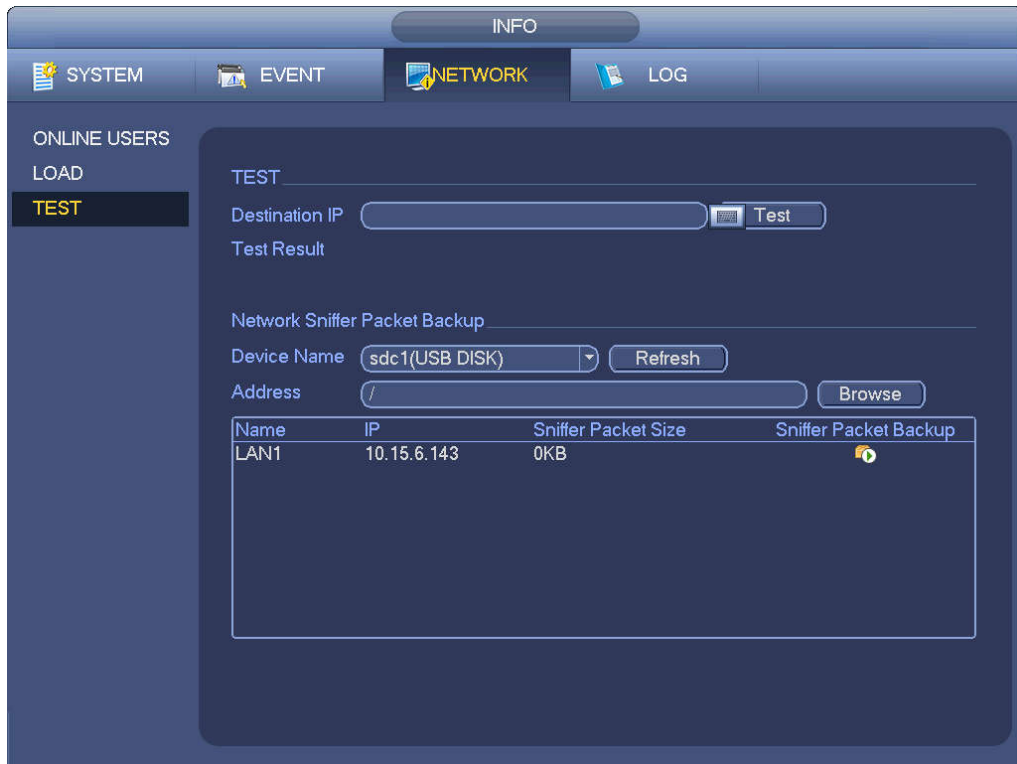 INFO
SYSTEM EVENT NETWORK LOG
ONLINE USERS
LOAD
TEST
TEST
Destination IP Test
Test Result
Network Sniffer Packet Backup
Device Name sdc1(USB DISK) Refresh
Address / Browse
Name IP Sniffer Packet Size Sniffer Packet Backup
LAN1 10.15.6.143 0KB